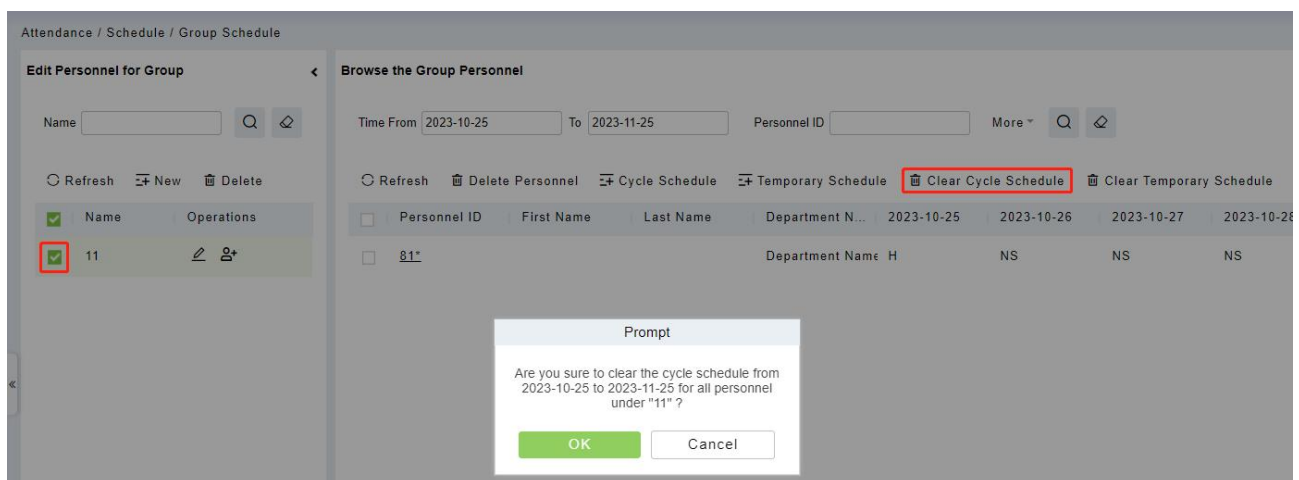 Attendance / Schedule / Group Schedule
Edit Personnel for Group
Browse the Group Personnel
Name
Time From 2023-10-25 To 2023-11-25 Personnel ID More
Refresh New Delete
Refresh Delete Personnel Cycle Schedule Temporary Schedule Clear Cycle Schedule Clear Temporary Schedule
Name Operations
Personnel ID First Name Last Name Department N... 2023-10-25 2023-10-26 2023-10-27 2023-10-28
11
81* Department Name H NS NS NS
Prompt
Are you sure to clear the cycle schedule from
2023-10-25 to 2023-11-25 for all personnel
under "11" ?
OK Cancel